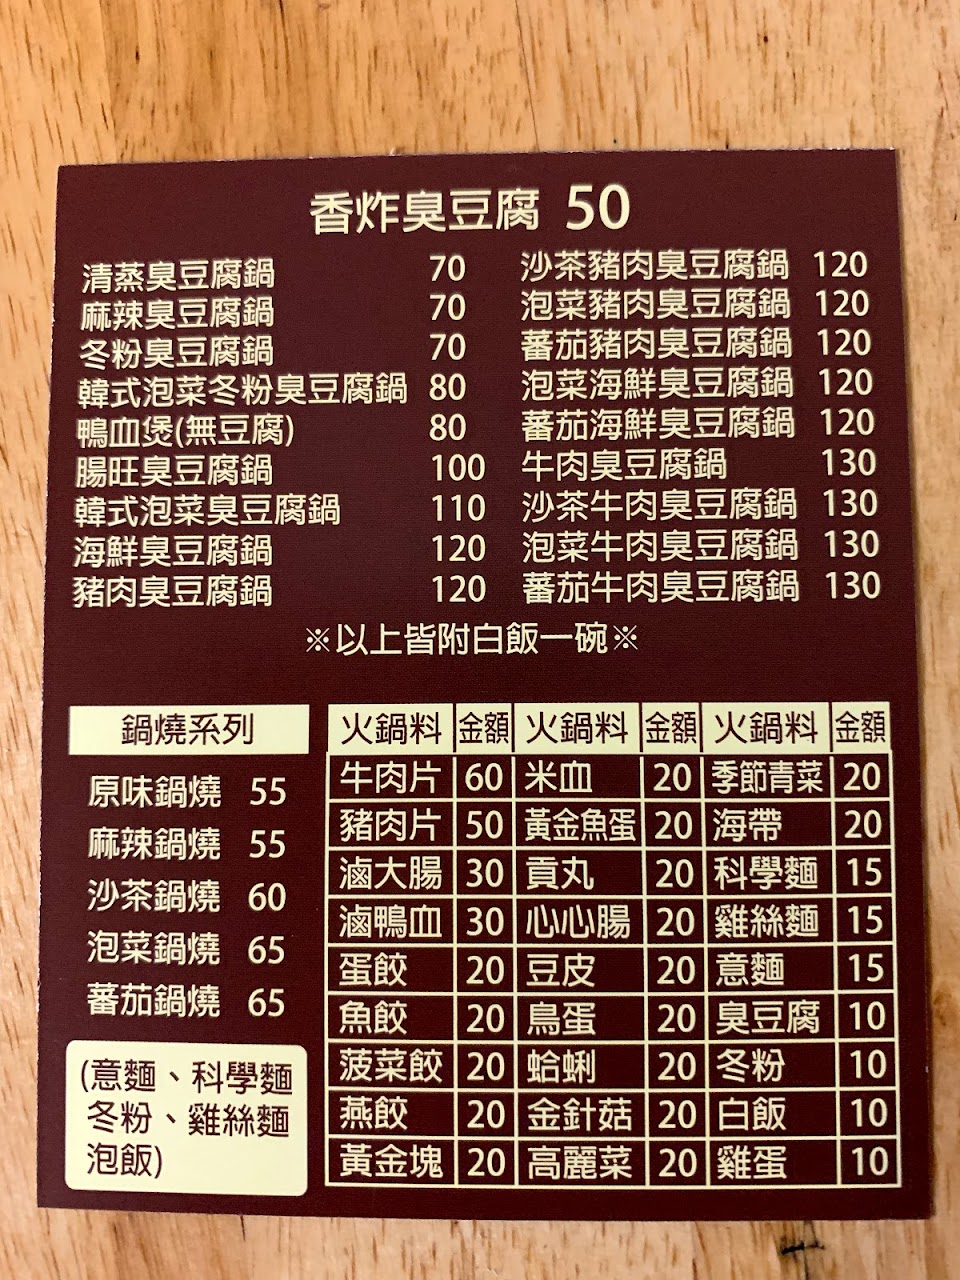 香炸臭豆腐 50
清蒸臭豆腐鍋 70
麻辣臭豆腐鍋 70
冬粉臭豆腐鍋 70
韓式泡菜冬粉臭豆腐鍋 80
鴨血煲(無豆腐) 80
腸旺臭豆腐鍋 100
韓式泡菜臭豆腐鍋 110
海鮮臭豆腐鍋 120
豬肉臭豆腐鍋 120
沙茶豬肉臭豆腐鍋 120
泡菜豬肉臭豆腐鍋 120
蕃茄豬肉臭豆腐鍋 120
泡菜海鮮臭豆腐鍋 120
蕃茄海鮮臭豆腐鍋 120
牛肉臭豆腐鍋 130
沙茶牛肉臭豆腐鍋 130
泡菜牛肉臭豆腐鍋 130
蕃茄牛肉臭豆腐鍋 130
※以上皆附白飯一碗※
鍋燒系列
原味鍋燒 55
麻辣鍋燒 55
沙茶鍋燒 60
泡菜鍋燒 65
蕃茄鍋燒 65
(意麵、科學麵
冬粉、雞絲麵
泡飯)
火鍋料 金額 火鍋料 金額 火鍋料 金額
牛肉片 60 米血 20 季節青菜 20
豬肉片 50 黃金魚蛋 20 海帶 20
滷大腸 30 貢丸 20 科學麵 15
滷鴨血 30 心心腸 20 雞絲麵 15
蛋餃 20 豆皮 20 意麵 15
魚餃 20 鳥蛋 20 臭豆腐 10
菠菜餃 20 蛤蜊 20 冬粉 10
燕餃 20 金針菇 20 白飯 10
黃金塊 20 高麗菜 20 雞蛋 10